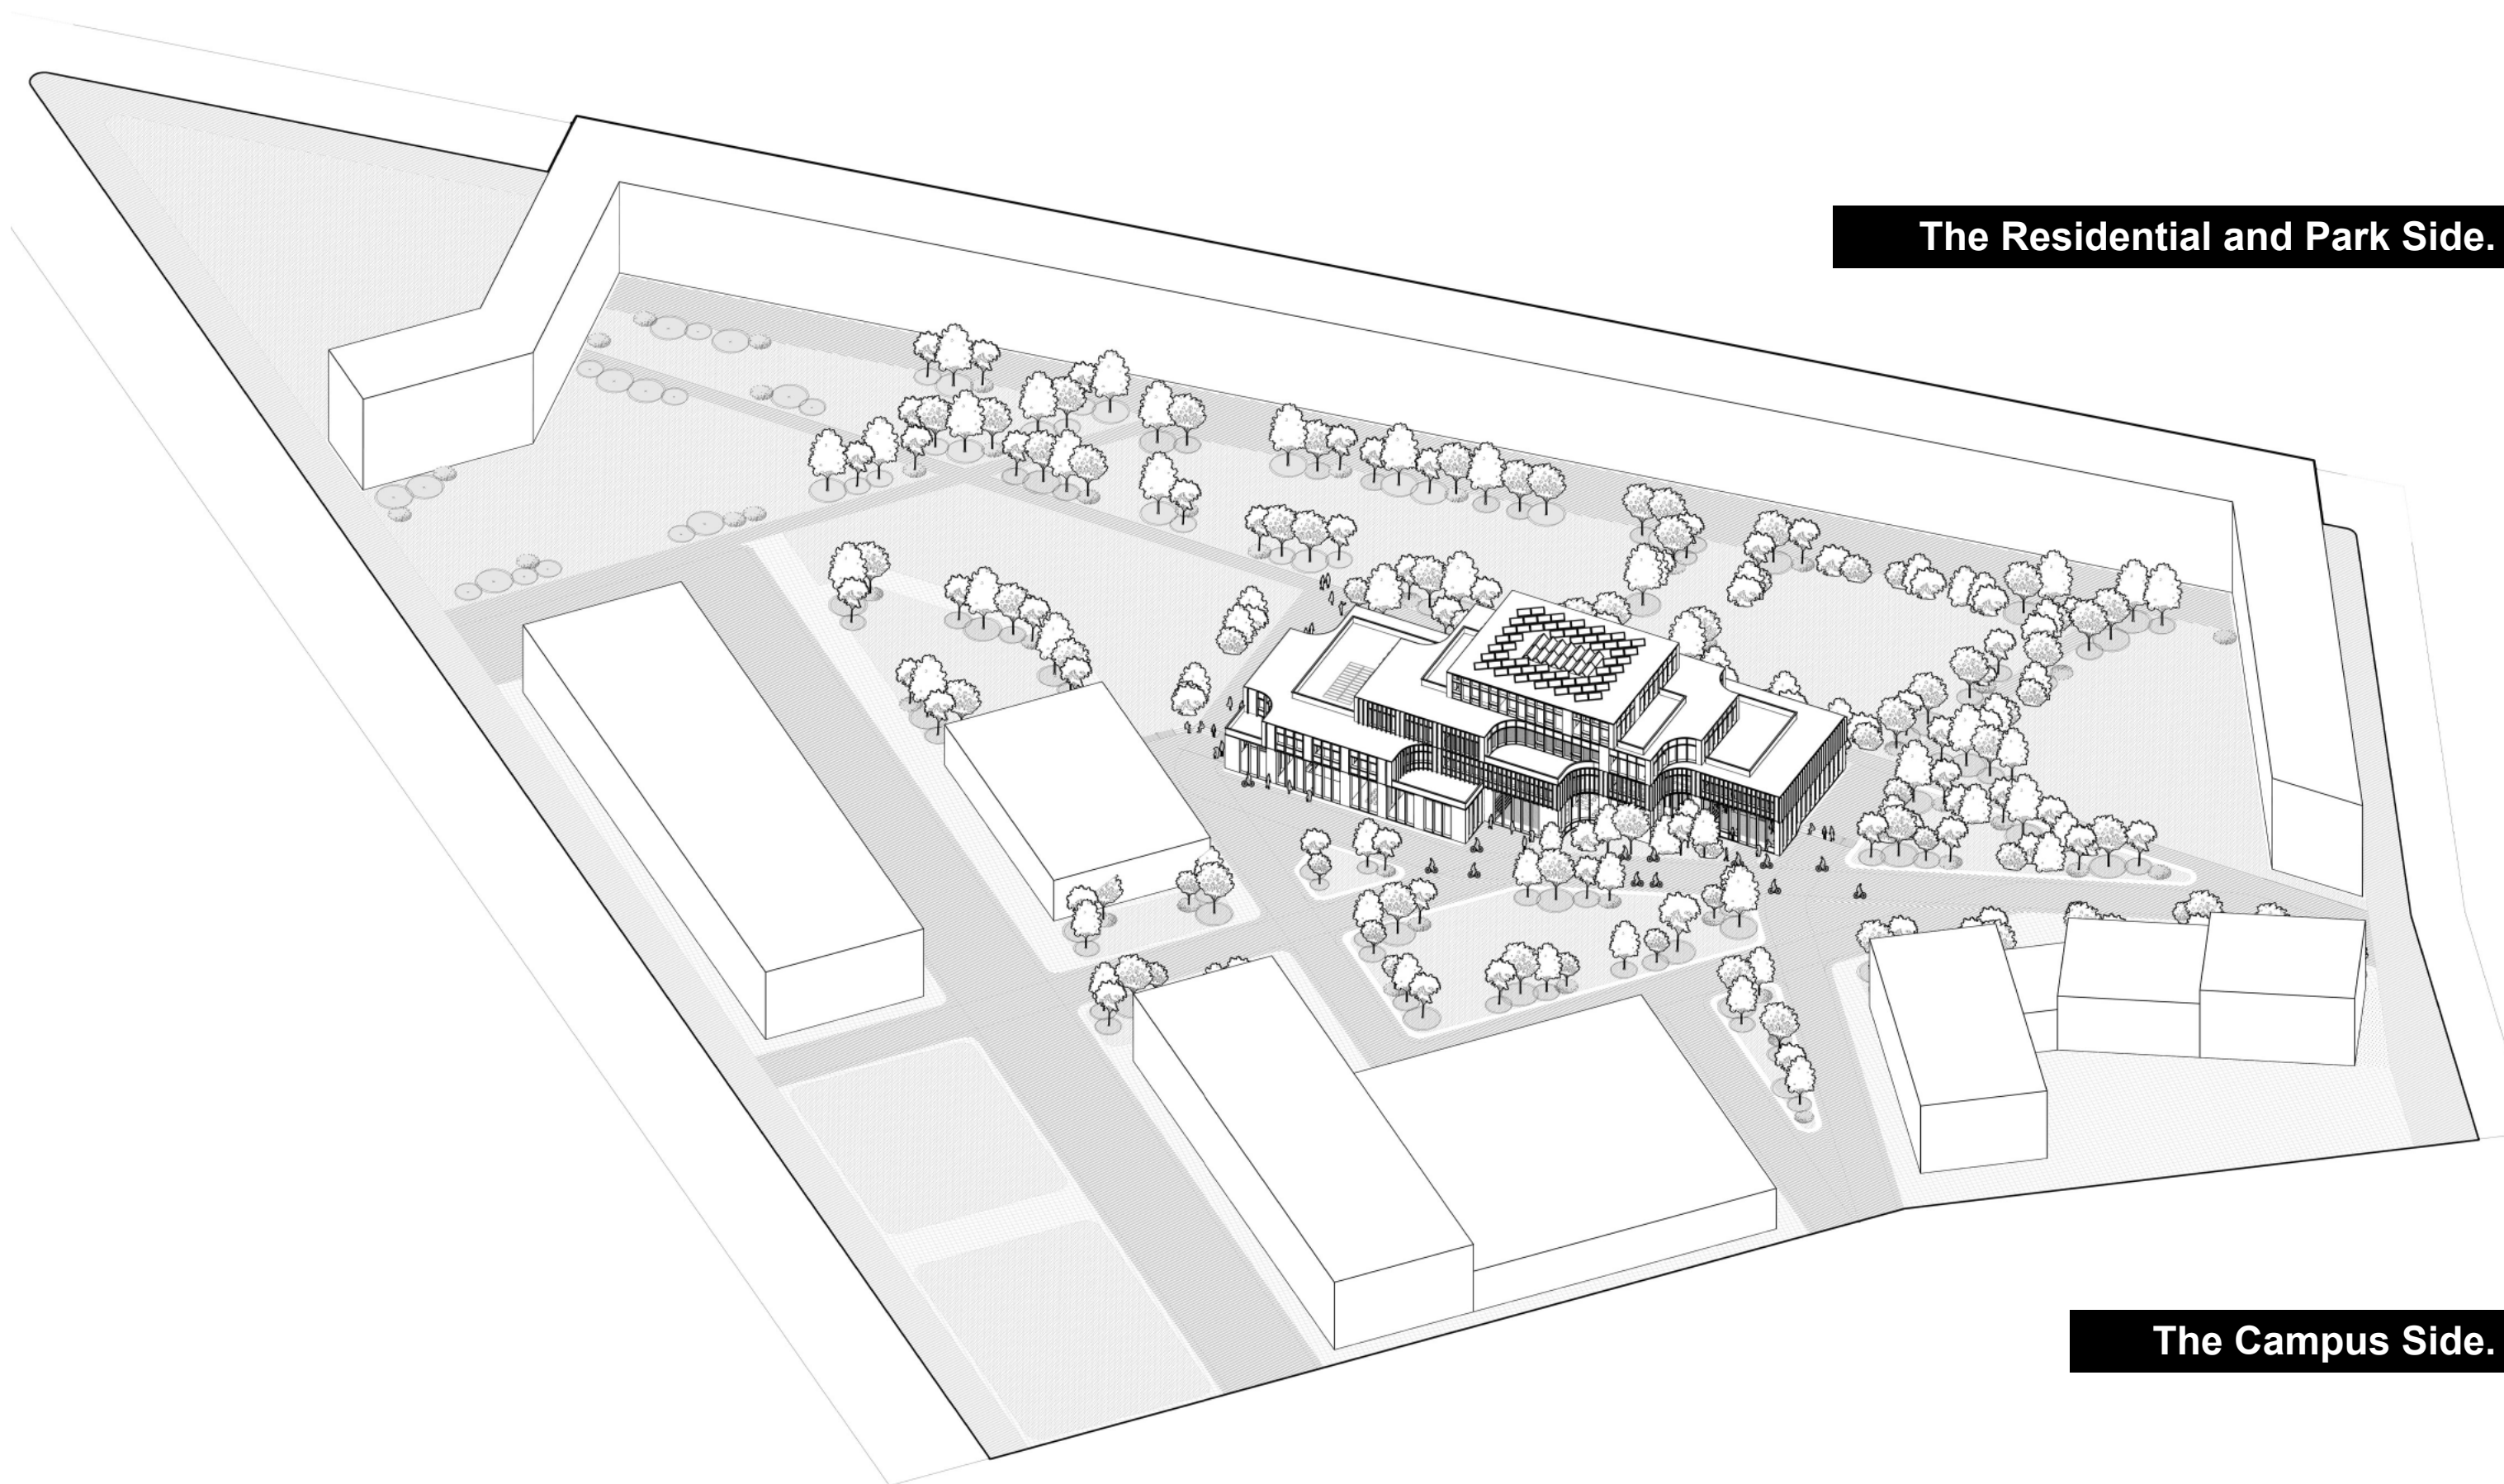 The Residential and Park Side.
The Campus Side.